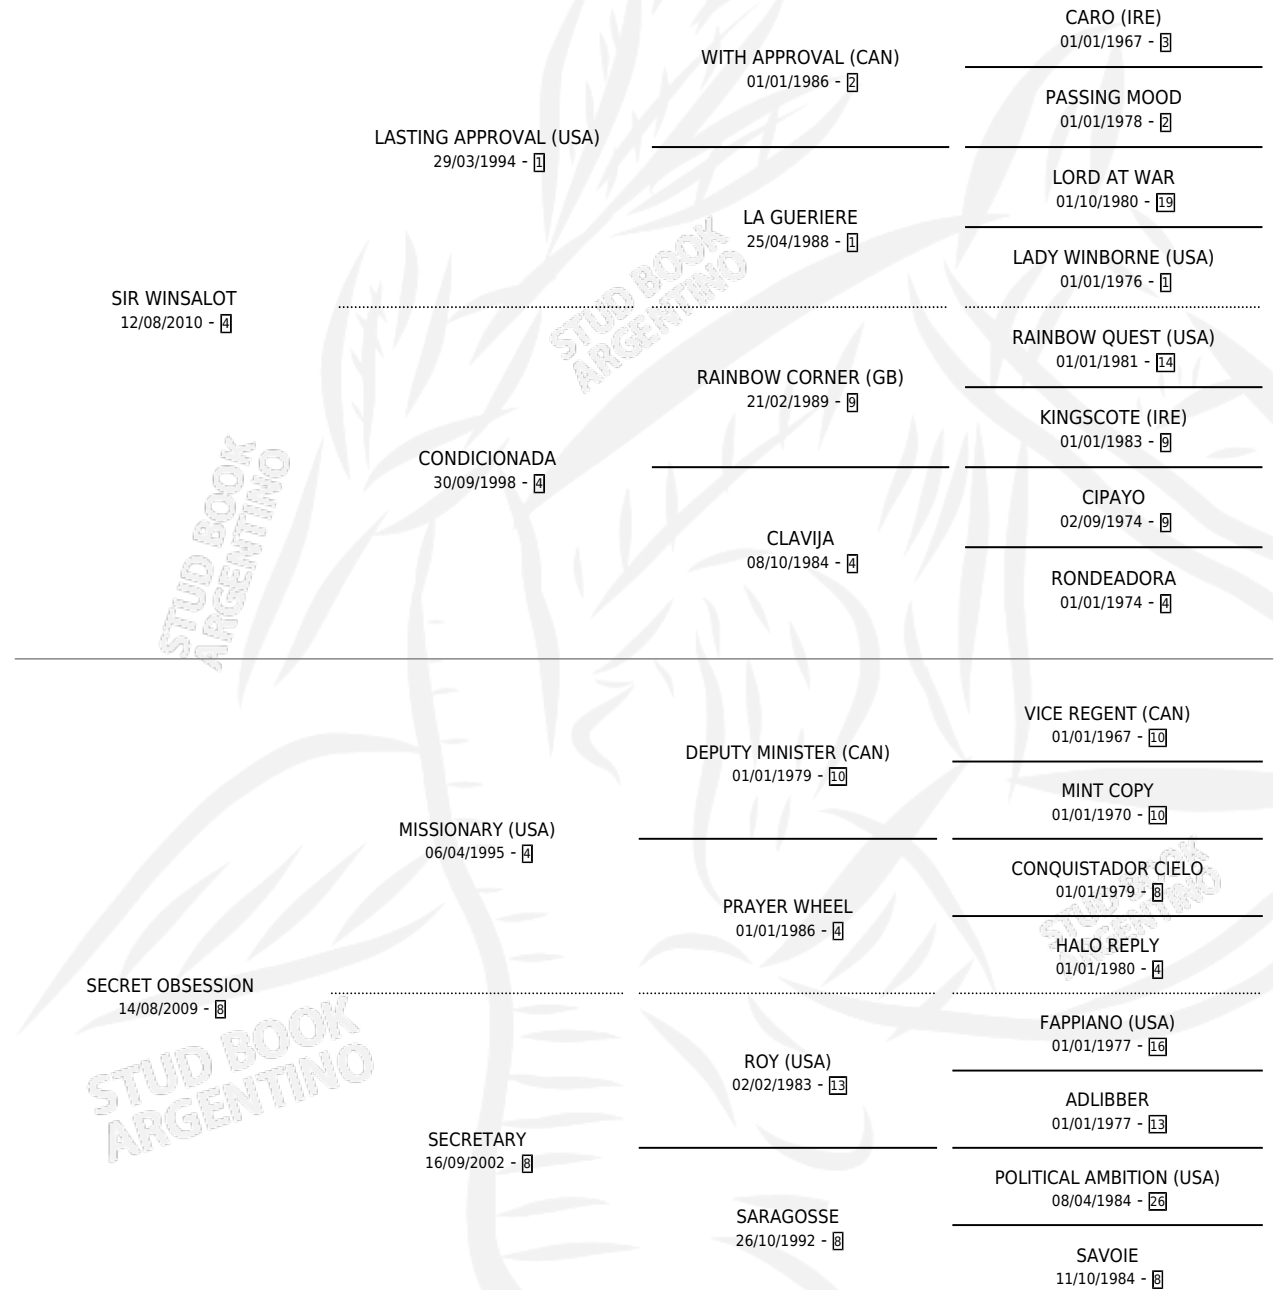 CARO (IRE)
01/01/1967 - 3
WITH APPROVAL (CAN)
01/01/1986 - 2
PASSING MOOD
01/01/1978 - 2
LASTING APPROVAL (USA)
29/03/1994 - 1
LORD AT WAR
01/10/1980 - 19
LA GUERIERE
25/04/1988 - 1
LADY WINBORNE (USA)
01/01/1976 - 1
SIR WINSALOT
12/08/2010 - 4
RAINBOW QUEST (USA)
01/01/1981 - 14
RAINBOW CORNER (GB)
21/02/1989 - 9
KINGSCOTE (IRE)
01/01/1983 - 9
CONDICIONADA
30/09/1998 - 4
CIPAYO
02/09/1974 - 9
CLAVIJA
08/10/1984 - 4
RONDEADORA
01/01/1974 - 4
STUD BOOK
ARGENTINO
STUD BOOK
ARGENTINO
VICE REGENT (CAN)
01/01/1967 - 10
DEPUTY MINISTER (CAN)
01/01/1979 - 10
MINT COPY
01/01/1970 - 10
MISSIONARY (USA)
06/04/1995 - 4
CONQUISTADOR CIELO
01/01/1979 - 8
PRAYER WHEEL
01/01/1986 - 4
HALO REPLY
01/01/1980 - 4
STUD BOOK
ARGENTINO
SECRET OBSESSION
14/08/2009 - 8
FAPPIANO (USA)
01/01/1977 - 16
ROY (USA)
02/02/1983 - 13
ADLIBBER
01/01/1977 - 13
SECRETARY
16/09/2002 - 8
POLITICAL AMBITION (USA)
08/04/1984 - 26
SARAGOSSE
26/10/1992 - 8
SAVOIE
11/10/1984 - 8
STUD BOOK
ARGENTINO